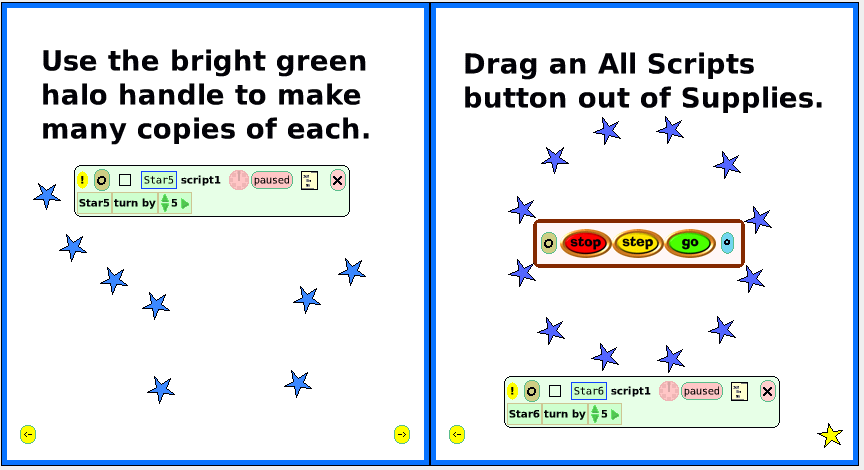 Use the bright green
halo handle to make
many copies of each.
! Star5 script1 paused
Star5 turn by 5
Drag an All Scripts
button out of Supplies.
stop step go
! Star6 script1 paused
Star6 turn by 5